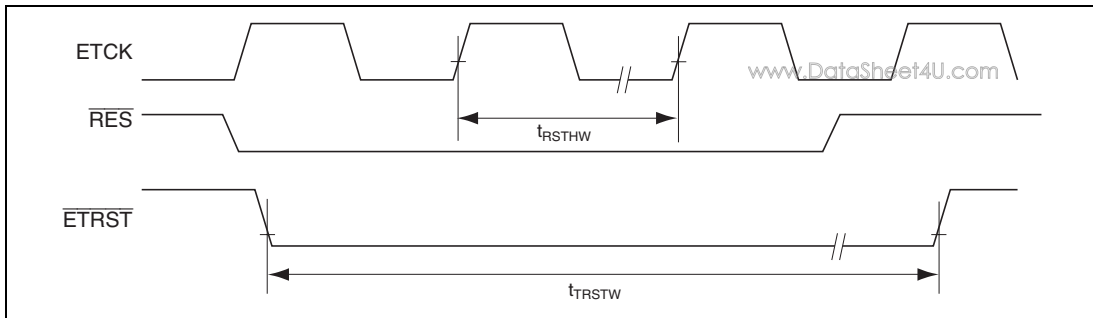 ETCK
www.DataSheet4U.com
RES
tRSTHW
ETRST
tTRSTW